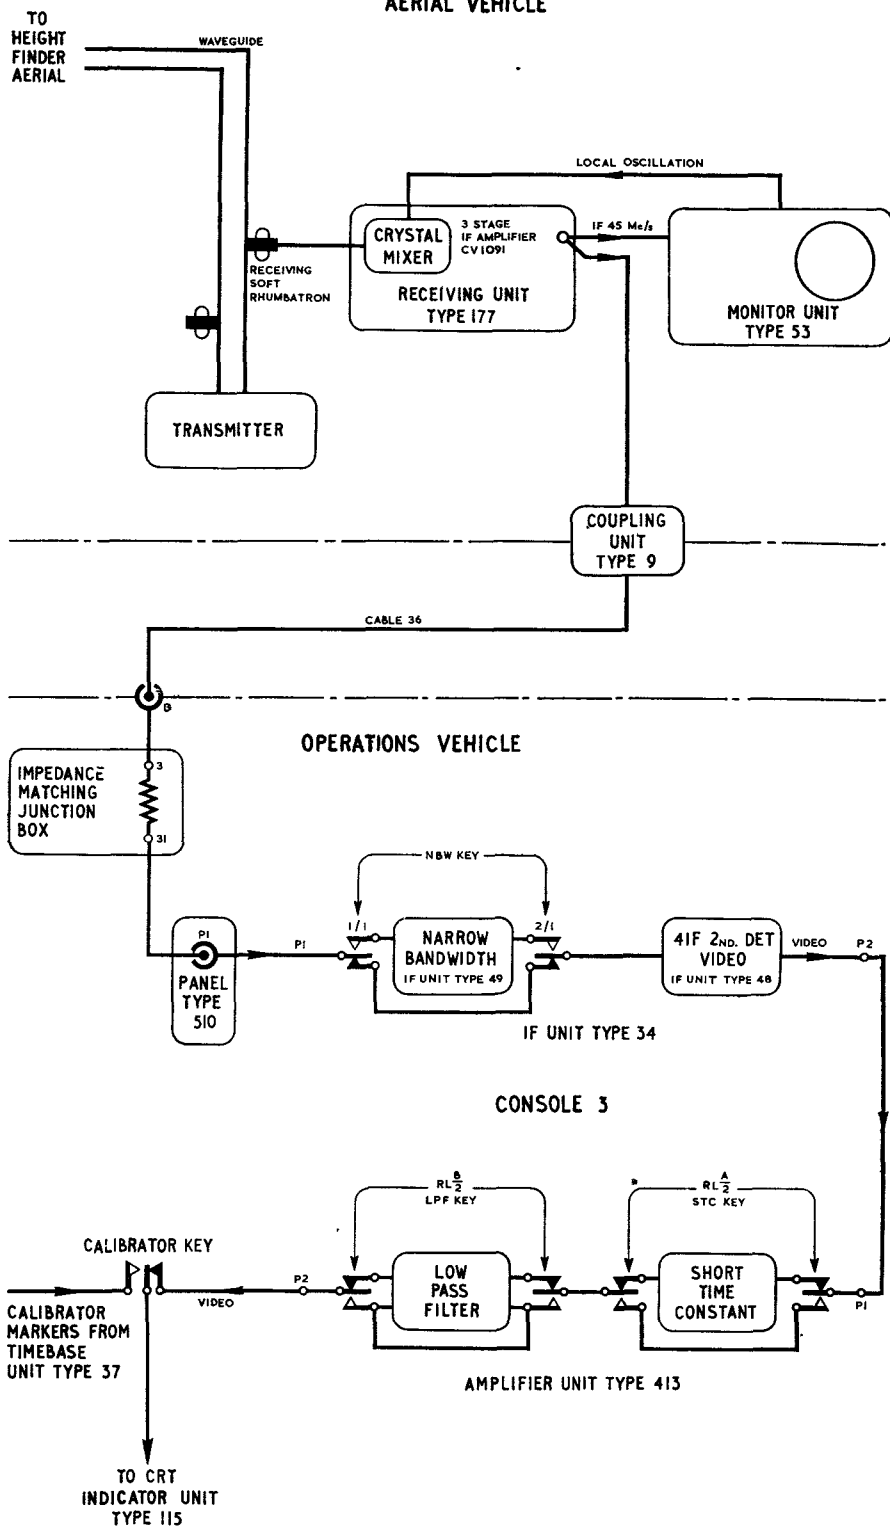 AERIAL VEHICLE
TO
HEIGHT
FINDER
AERIAL
WAVEGUIDE
LOCAL OSCILLATION
CRYSTAL
MIXER
3 STAGE
IF AMPLIFIER
CV1091
IF 45 Mc/s
RECEIVING
SOFT
RHUMBATRON
RECEIVING UNIT
TYPE 177
MONITOR UNIT
TYPE 53
TRANSMITTER
COUPLING
UNIT
TYPE 9
CABLE 36
B
OPERATIONS VEHICLE
IMPEDANCE
MATCHING
JUNCTION
BOX
3
31
NBW KEY
1/1
2/1
P1
PANEL
TYPE
510
P1
NARROW
BANDWIDTH
IF UNIT TYPE 49
4IF 2ND. DET
VIDEO
IF UNIT TYPE 48
VIDEO
P2
IF UNIT TYPE 34
CONSOLE 3
RL B/2
LPF KEY
RL A/2
STC KEY
CALIBRATOR KEY
VIDEO
P2
LOW
PASS
FILTER
SHORT
TIME
CONSTANT
P1
CALIBRATOR
MARKERS FROM
TIMEBASE
UNIT TYPE 37
AMPLIFIER UNIT TYPE 413
TO CRT
INDICATOR UNIT
TYPE 115